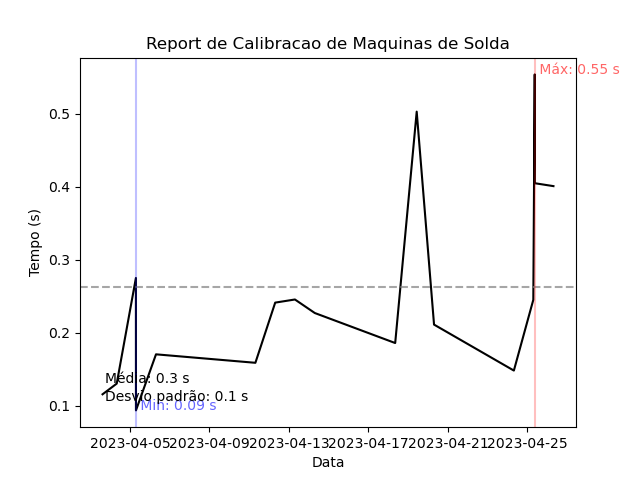 Report de Calibracao de Maquinas de Solda
Máx: 0.55 s
0.5
0.4
0.3
0.2
0.1
Tempo (s)
Média: 0.3 s
Desvio padrão: 0.1 s
Min: 0.09 s
2023-04-05 2023-04-09 2023-04-13 2023-04-17 2023-04-21 2023-04-25
Data